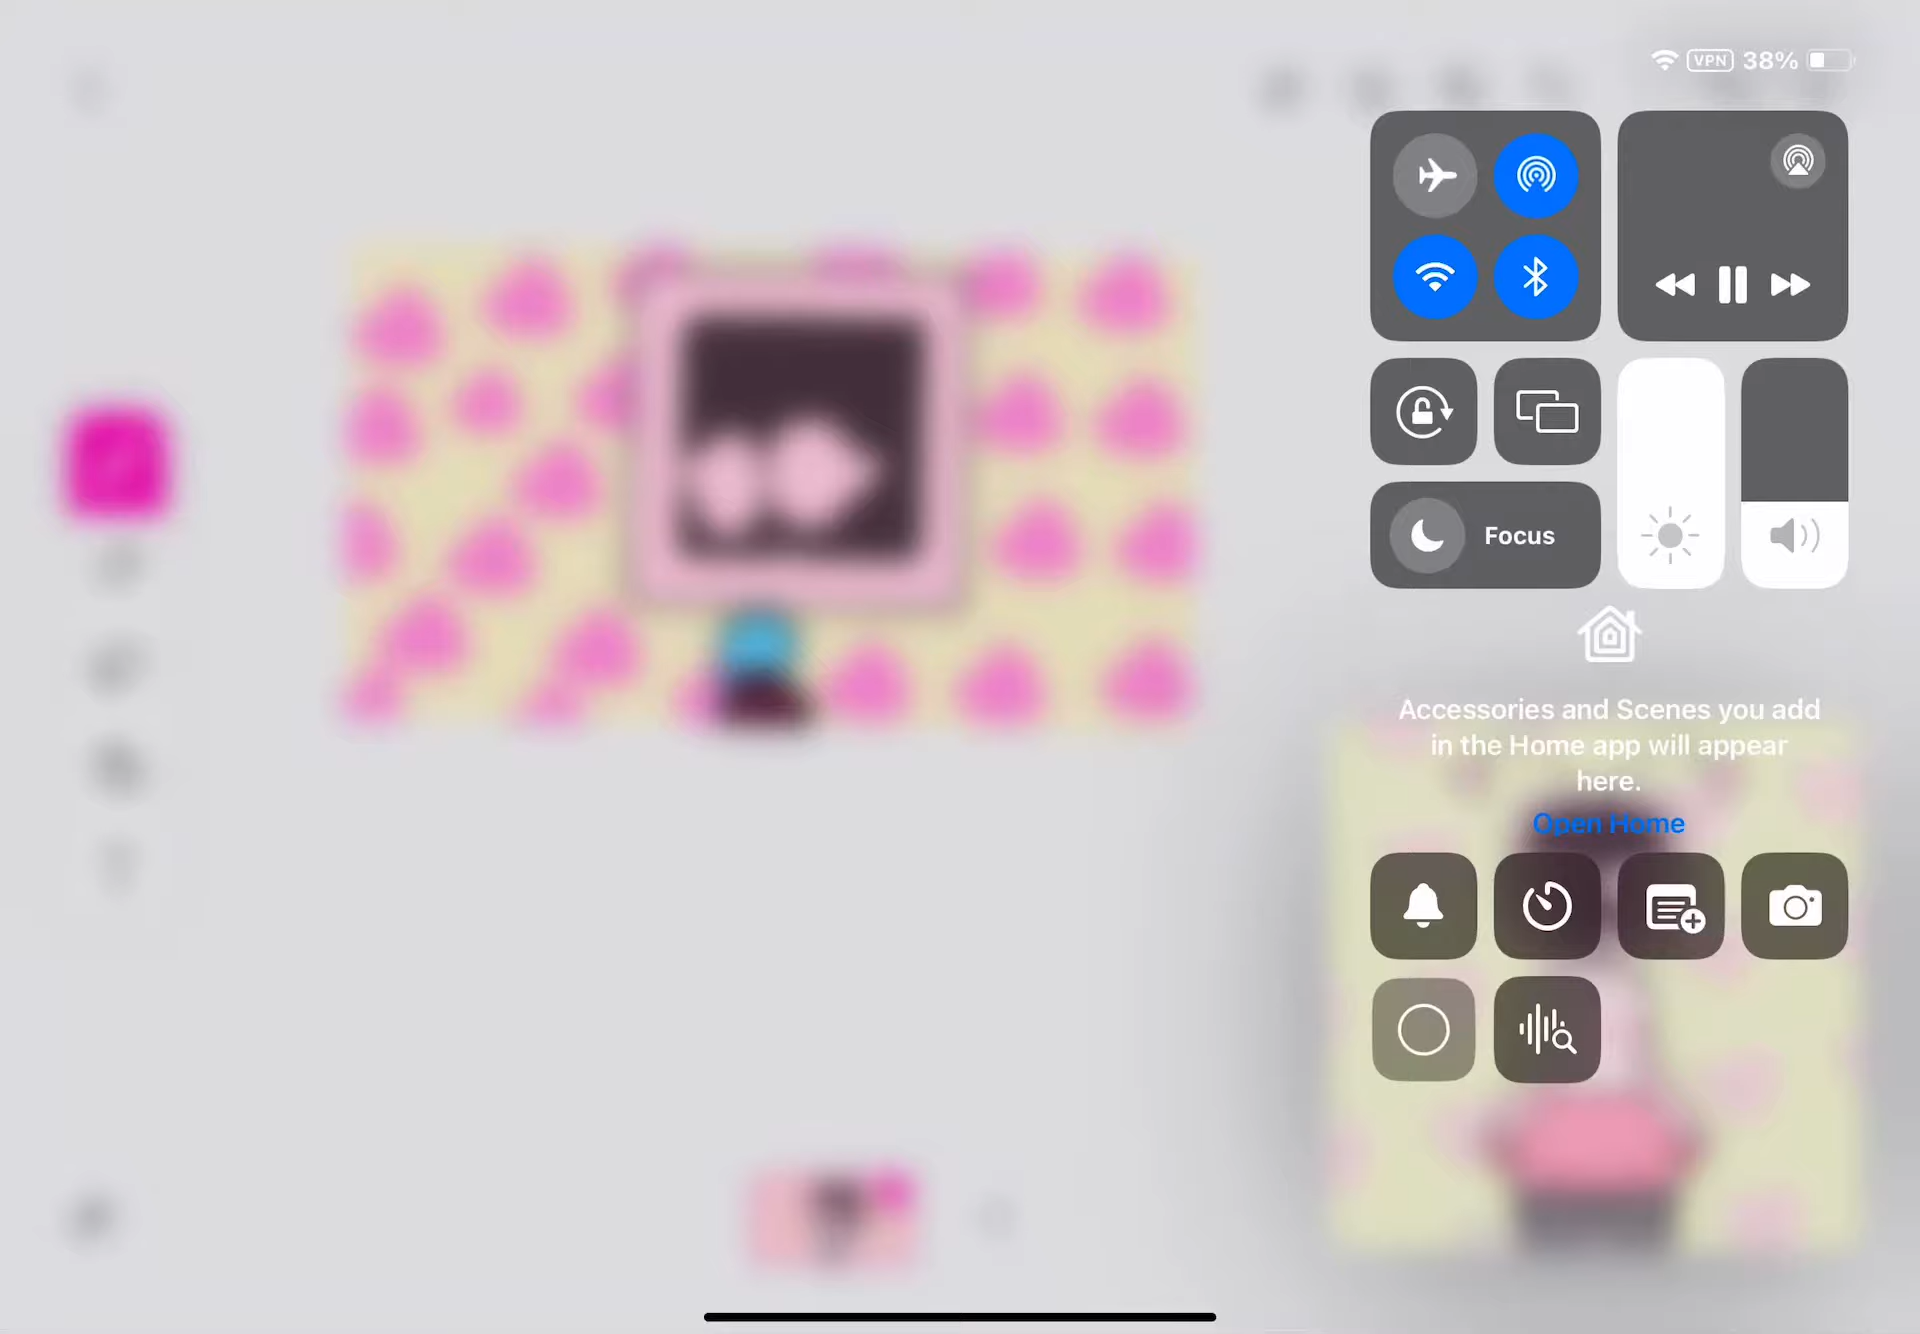 VPN 38%
Focus
Accessories and Scenes you add
in the Home app will appear
here.
Open Home